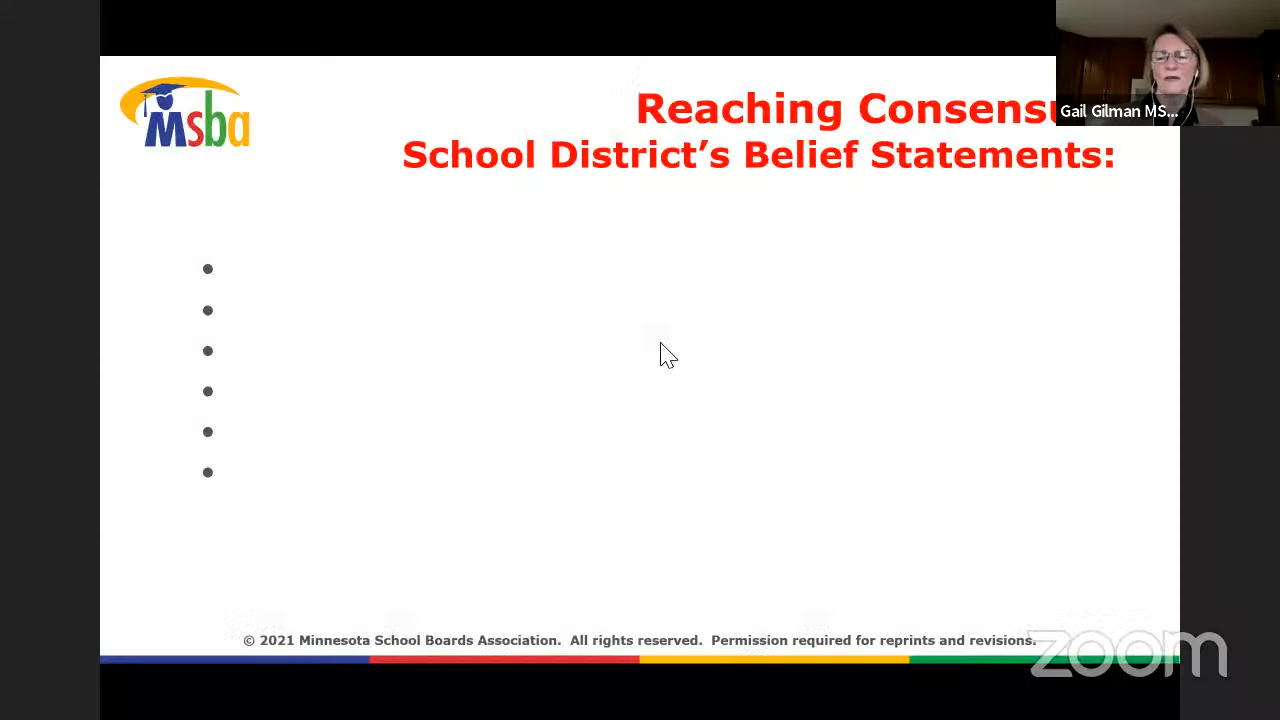 msba
Reaching Consensu
School District's Belief Statements:
Gail Gilman MS...
© 2021 Minnesota School Boards Association. All rights reserved. Permission required for reprints and revisions.
zoom